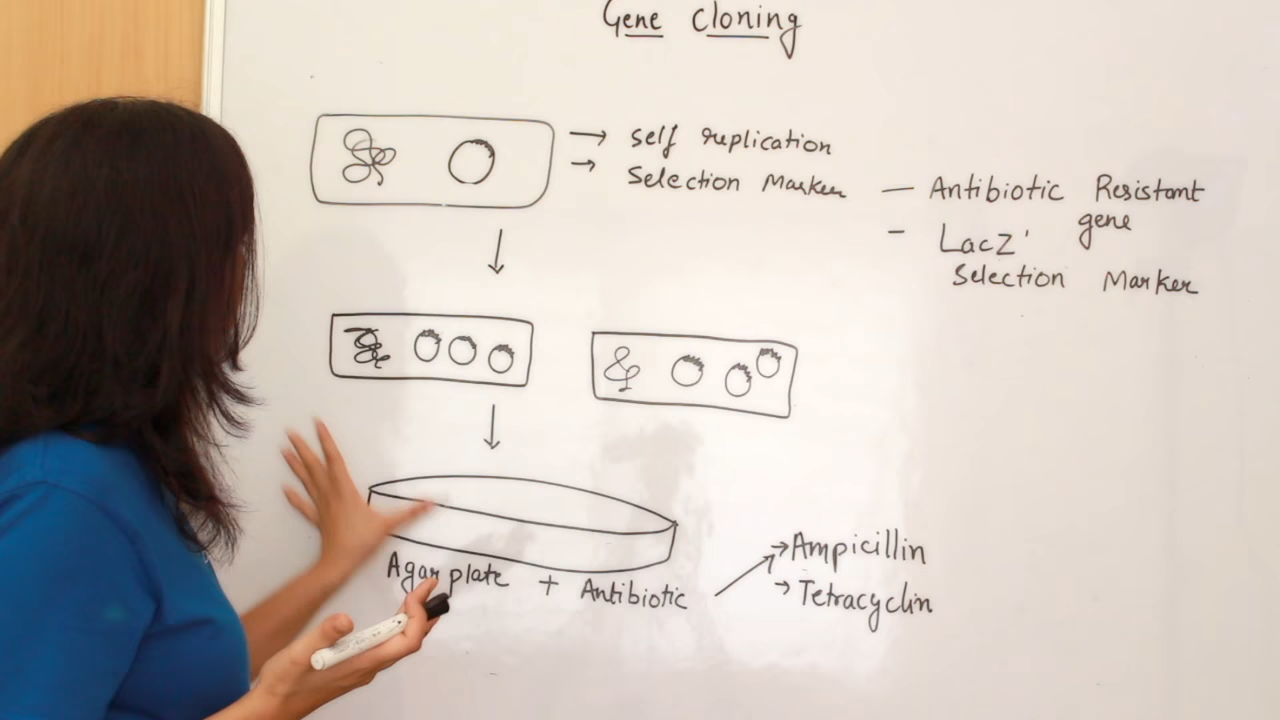 Gene Cloning
→ self replication
→ Selection Marker — Antibiotic Resistant gene
- LacZ'
Selection Marker
Agar plate + Antibiotic
→ Ampicillin
→ Tetracyclin